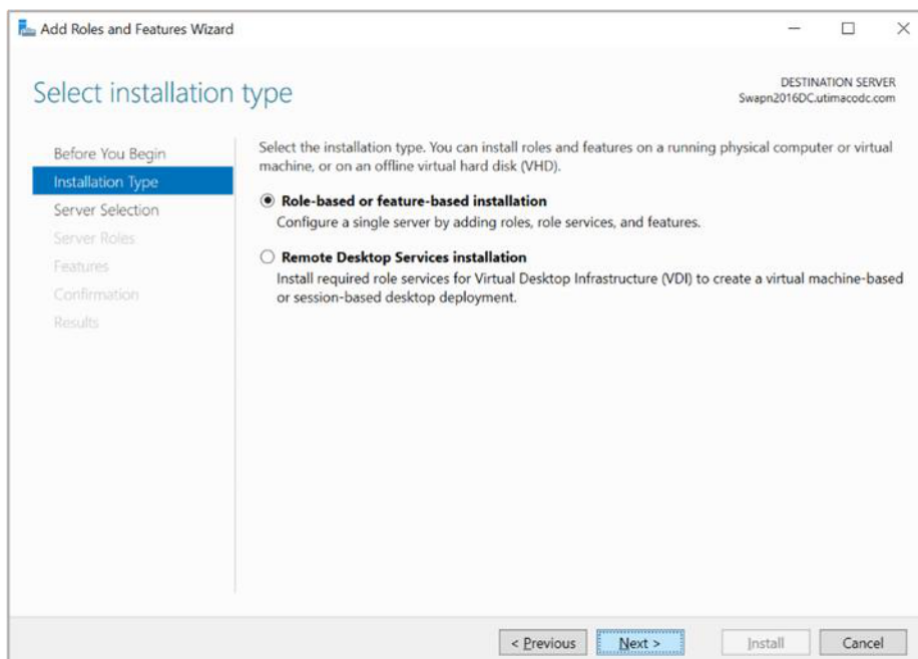 Add Roles and Features Wizard
Select installation type
DESTINATION SERVER
Swapn2016DC.utimacodc.com
Before You Begin
Installation Type
Server Selection
Server Roles
Features
Confirmation
Results
Select the installation type. You can install roles and features on a running physical computer or virtual
machine, or on an offline virtual hard disk (VHD).
Role-based or feature-based installation
Configure a single server by adding roles, role services, and features.
Remote Desktop Services installation
Install required role services for Virtual Desktop Infrastructure (VDI) to create a virtual machine-based
or session-based desktop deployment.
< Previous
Next >
Install
Cancel